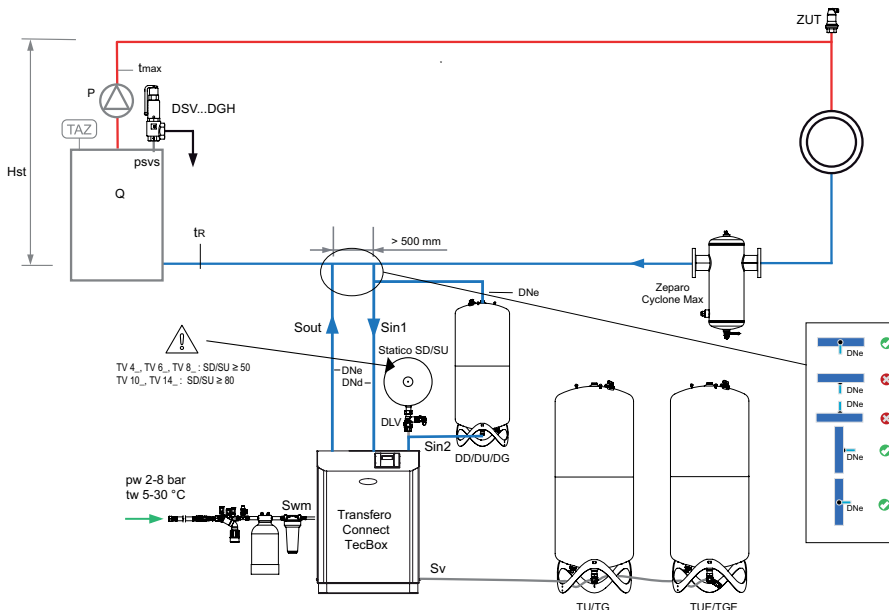 ZUT
tmax
P
DSV...DGH
TAZ
psvs
Hst
Q
tR
> 500 mm
DNe
Zeparo
Cyclone Max
Sout
Sin1
Statico SD/SU
TV 4_, TV 6_, TV 8_ : SD/SU ≥ 50
TV 10_, TV 14_ : SD/SU ≥ 80
DNe
DNd
DLV
Sin2
DD/DU/DG
DNe
DNe
DNe
DNe
DNe
pw 2-8 bar
tw 5-30 °C
Swm
Transfero
Connect
TecBox
Sv
TU/TG
TUE/TGE